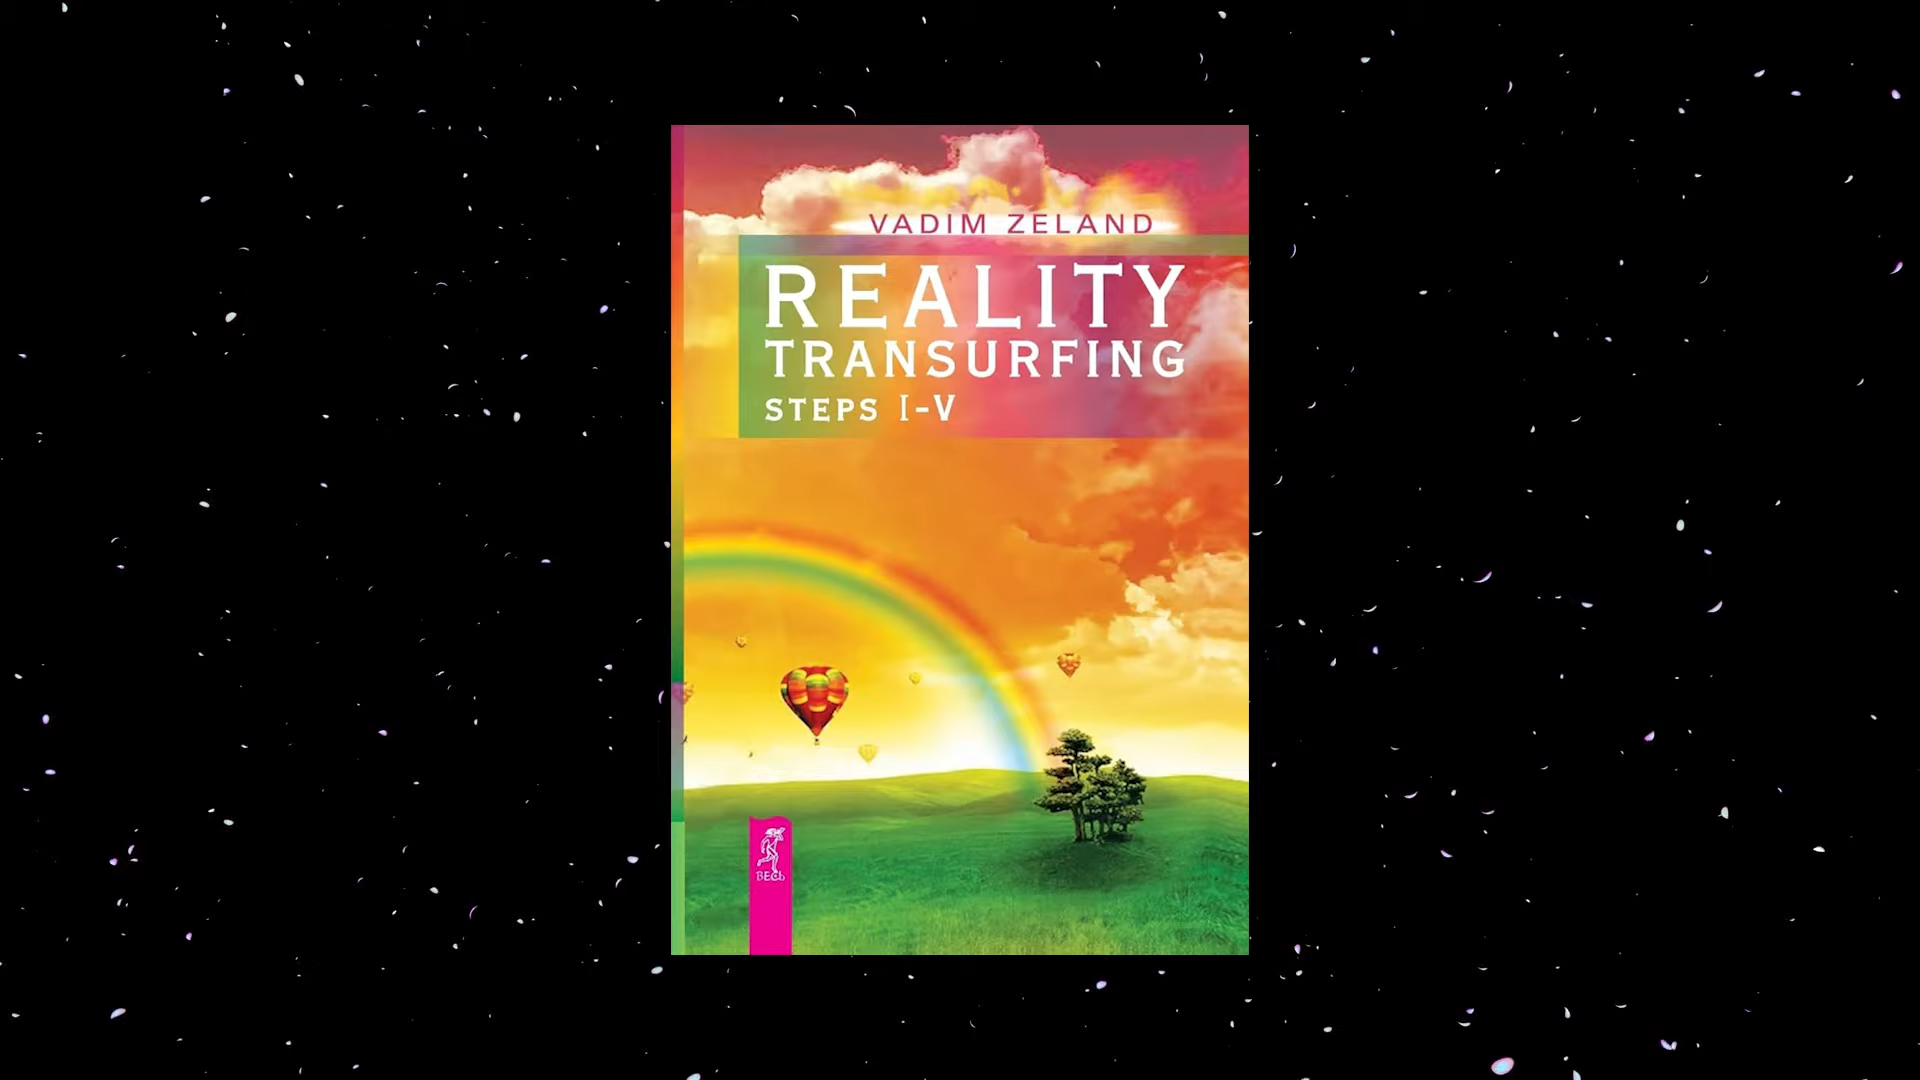 VADIM ZELAND
REALITY
TRANSURFING
STEPS I-V
ВЕСЬ